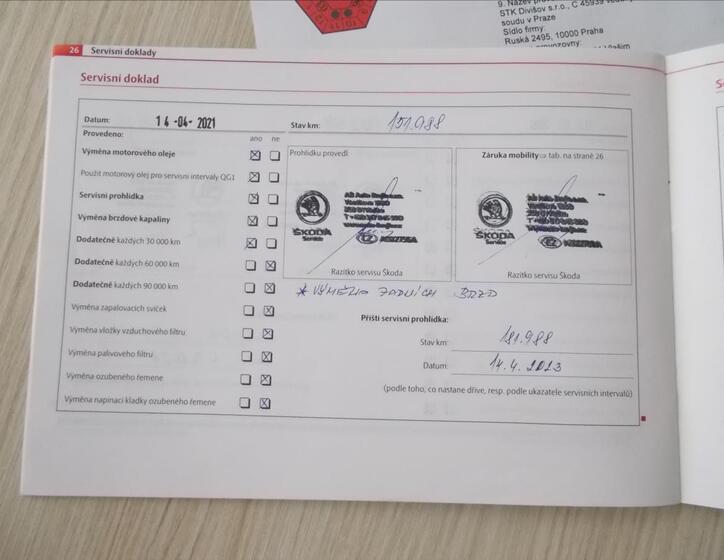 9. Název
STK Divišov s.r.o., C 45939
soudu v Praze
Sídlo firmy:
Ruská 2495, 10000 Praha
26 Servisní doklady
Servisní doklad
Datum: 14 -04- 2021 Stav km: 151.988
Provedeno: ano ne
Výměna motorového oleje
Použit motorový olej pro servisní intervaly QG1
Servisní prohlídka
Výměna brzdové kapaliny
Dodatečně každých 30 000 km
Dodatečně každých 60 000 km
Dodatečně každých 90 000 km
Výměna zapalovacích svíček
Výměna vložky vzduchového filtru
Výměna palivového filtru
Výměna ozubeného řemene
Výměna napínací kladky ozubeného řemene
Prohlídku provedl
ŠKODA
Service
Razítko servisu Škoda
Záruka mobility ⇨ tab. na straně 26
ŠKODA
Service
Razítko servisu Škoda
* VÝMĚNA ZADNÍCH BRZD
Příští servisní prohlídka:
Stav km: 181.988
Datum: 14.4.2023
(podle toho, co nastane dříve, resp. podle ukazatele servisních intervalů)